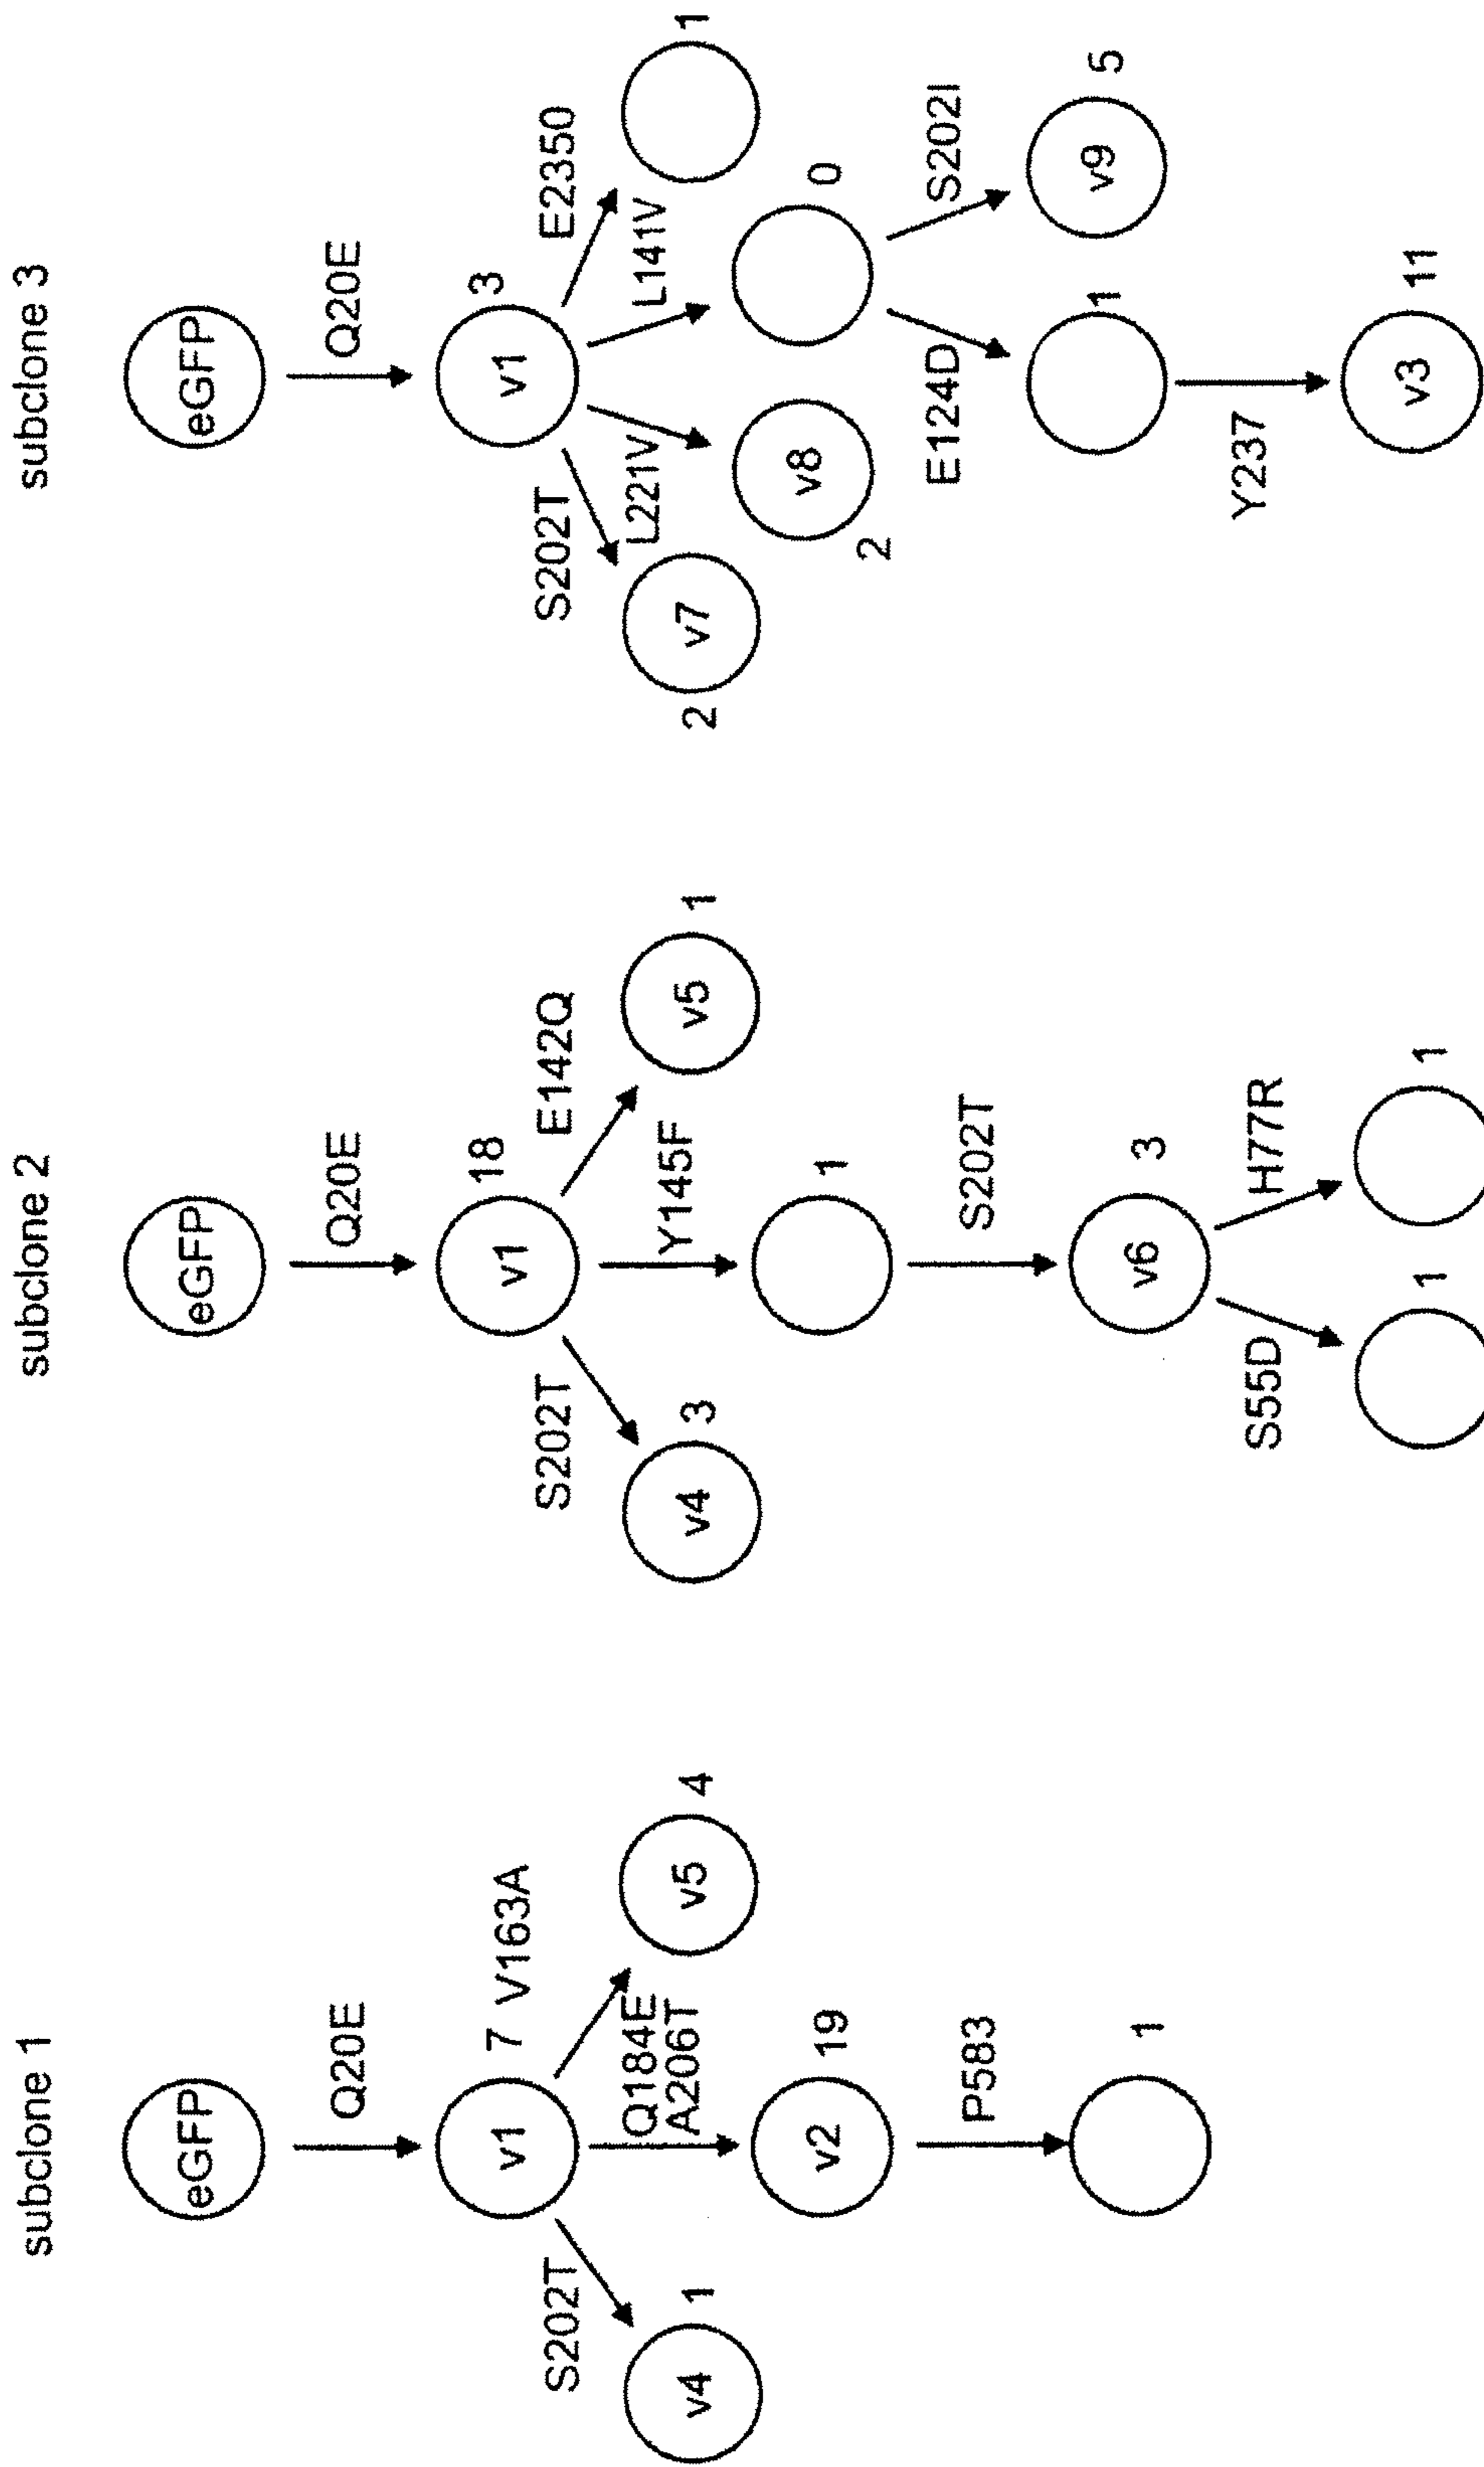 subclone 1
eGFP
Q20E
v1
7
V163A
S202T
Q184E
A206T
v4
1
v5
4
v2
19
P583
1
subclone 2
eGFP
Q20E
v1
18
S202T
E142Q
Y145F
v4
3
v5
1
1
S202T
v6
3
S55D
H77R
1
1
subclone 3
eGFP
Q20E
v1
3
S202T
L221V
L141V
E2350
v7
2
v8
2
0
1
E124D
S202I
1
v9
5
Y237
v3
11